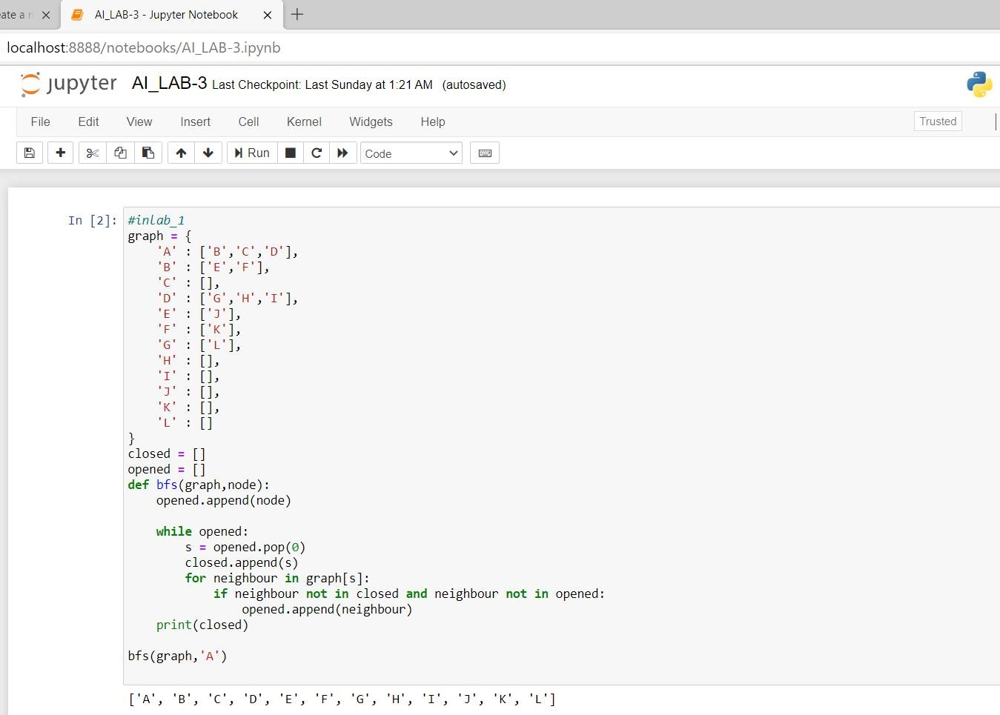 ate a n
AI_LAB-3 - Jupyter Notebook
localhost:8888/notebooks/AI_LAB-3.ipynb
jupyter AI_LAB-3 Last Checkpoint: Last Sunday at 1:21 AM (autosaved)
File Edit View Insert Cell Kernel Widgets Help Trusted
Run Code
In [2]: #inlab_1
graph = {
    'A' : ['B','C','D'],
    'B' : ['E','F'],
    'C' : [],
    'D' : ['G','H','I'],
    'E' : ['J'],
    'F' : ['K'],
    'G' : ['L'],
    'H' : [],
    'I' : [],
    'J' : [],
    'K' : [],
    'L' : []
}
closed = []
opened = []
def bfs(graph,node):
    opened.append(node)
    while opened:
        s = opened.pop(0)
        closed.append(s)
        for neighbour in graph[s]:
            if neighbour not in closed and neighbour not in opened:
                opened.append(neighbour)
    print(closed)
bfs(graph,'A')
['A', 'B', 'C', 'D', 'E', 'F', 'G', 'H', 'I', 'J', 'K', 'L']